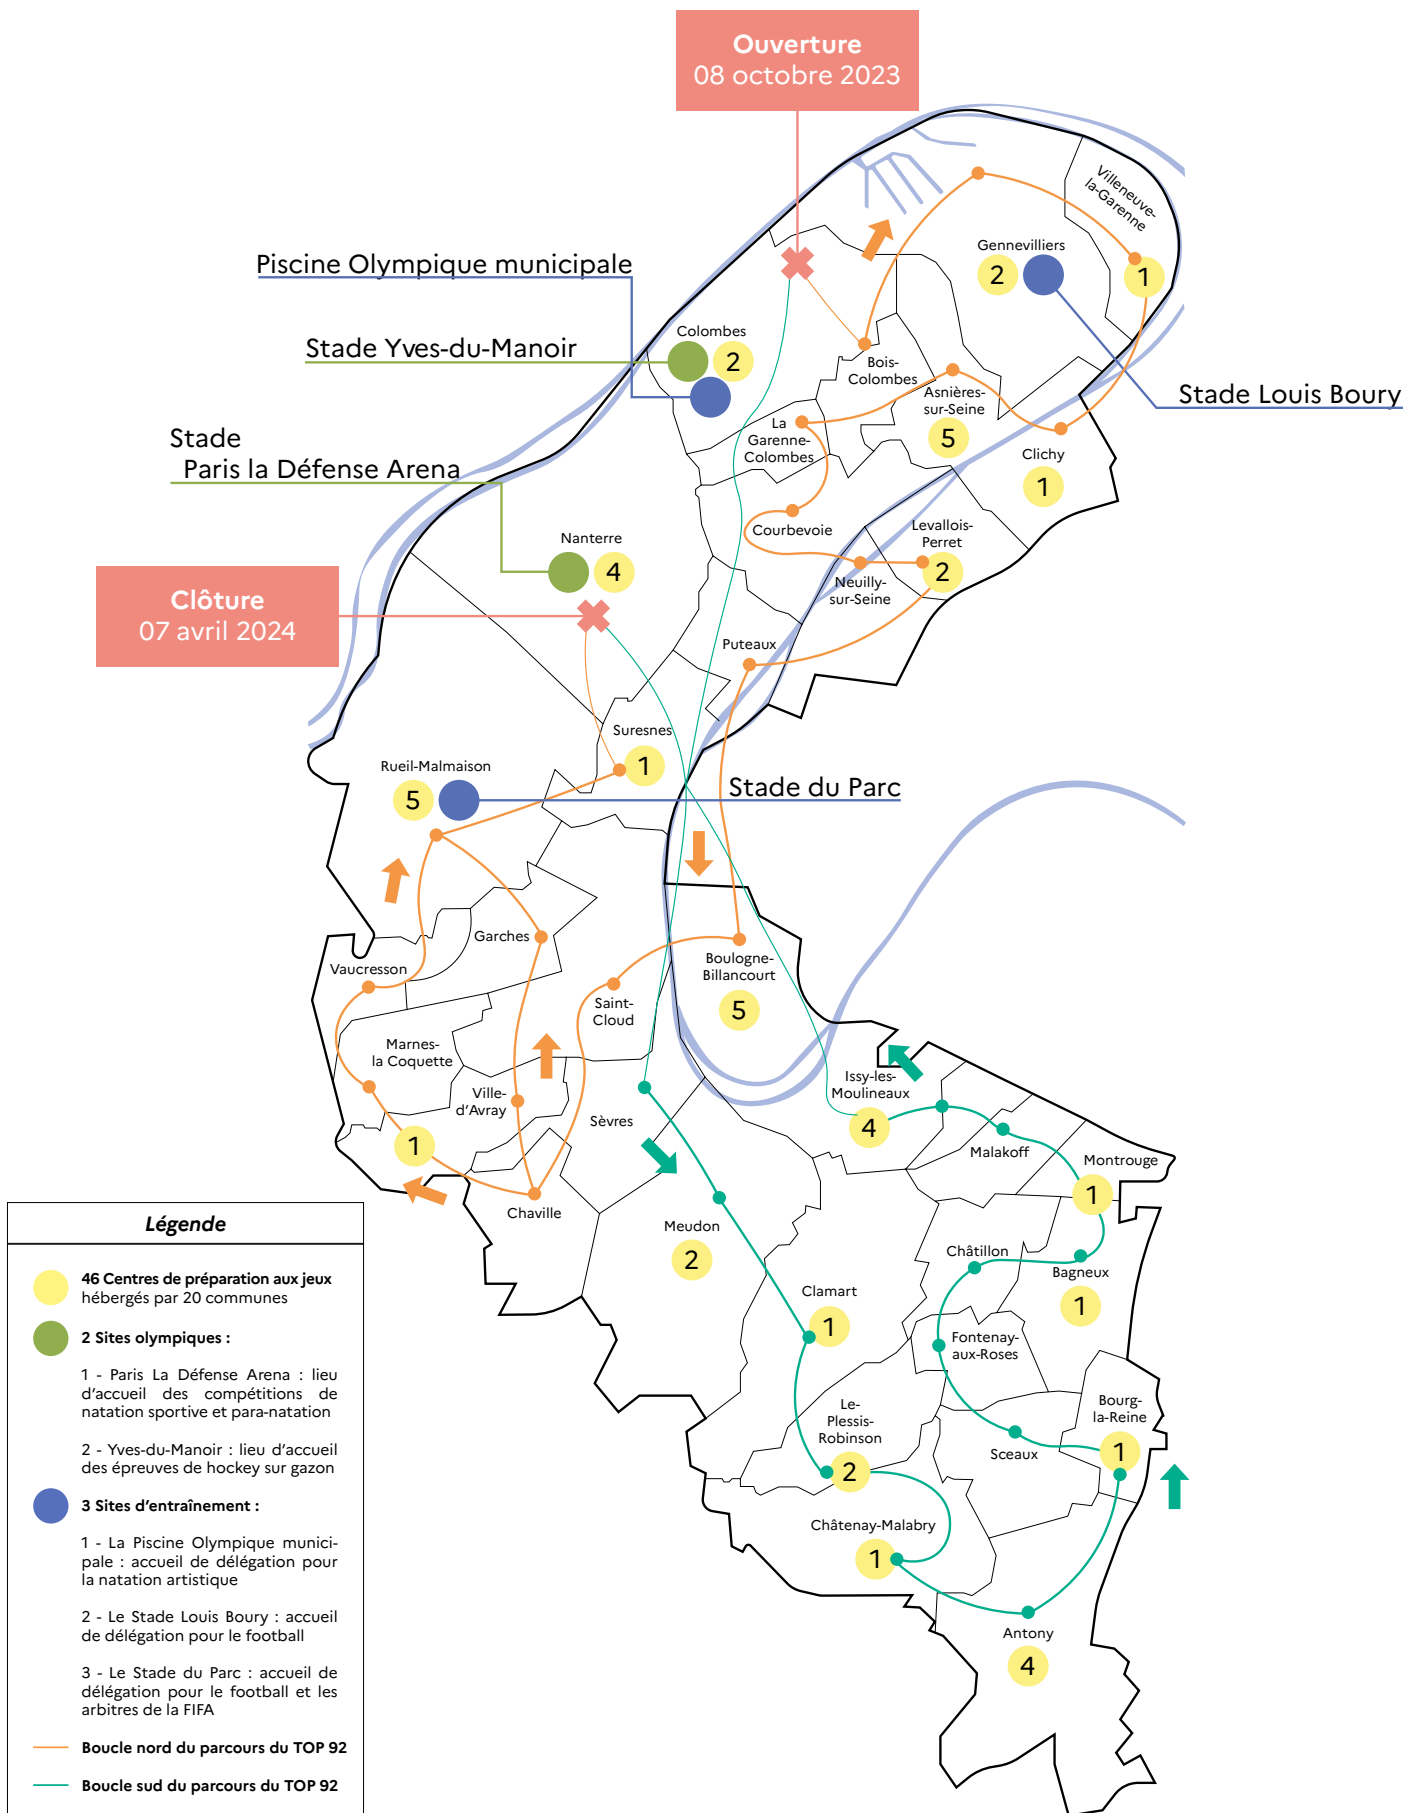 Ouverture
08 octobre 2023
Villeneuve-
la-Garenne
Gennevilliers
2
1
Piscine Olympique municipale
Stade Yves-du-Manoir
Colombes
2
Bois-
Colombes
Asnières-
sur-Seine
5
Stade Louis Boury
La
Garenne-
Colombes
Stade
Paris la Défense Arena
Clichy
1
Courbevoie
Levallois-
Perret
2
Nanterre
4
Neuilly-
sur-Seine
Clôture
07 avril 2024
Puteaux
Suresnes
1
Rueil-Malmaison
5
Stade du Parc
Garches
Vaucresson
Boulogne-
Billancourt
5
Saint-
Cloud
Marnes-
la Coquette
Ville-
d'Avray
1
Sèvres
Issy-les-
Moulineaux
4
Malakoff
Montrouge
1
Chaville
Meudon
2
Châtillon
Bagneux
1
Clamart
1
Fontenay-
aux-Roses
Le-
Plessis-
Robinson
2
Bourg-
la-Reine
1
Sceaux
Châtenay-Malabry
1
Antony
4
Légende
46 Centres de préparation aux jeux
hébergés par 20 communes
2 Sites olympiques :
1 - Paris La Défense Arena : lieu
d'accueil des compétitions de
natation sportive et para-natation
2 - Yves-du-Manoir : lieu d'accueil
des épreuves de hockey sur gazon
3 Sites d'entraînement :
1 - La Piscine Olympique munici-
pale : accueil de délégation pour
la natation artistique
2 - Le Stade Louis Boury : accueil
de délégation pour le football
3 - Le Stade du Parc : accueil de
délégation pour le football et les
arbitres de la FIFA
Boucle nord du parcours du TOP 92
Boucle sud du parcours du TOP 92